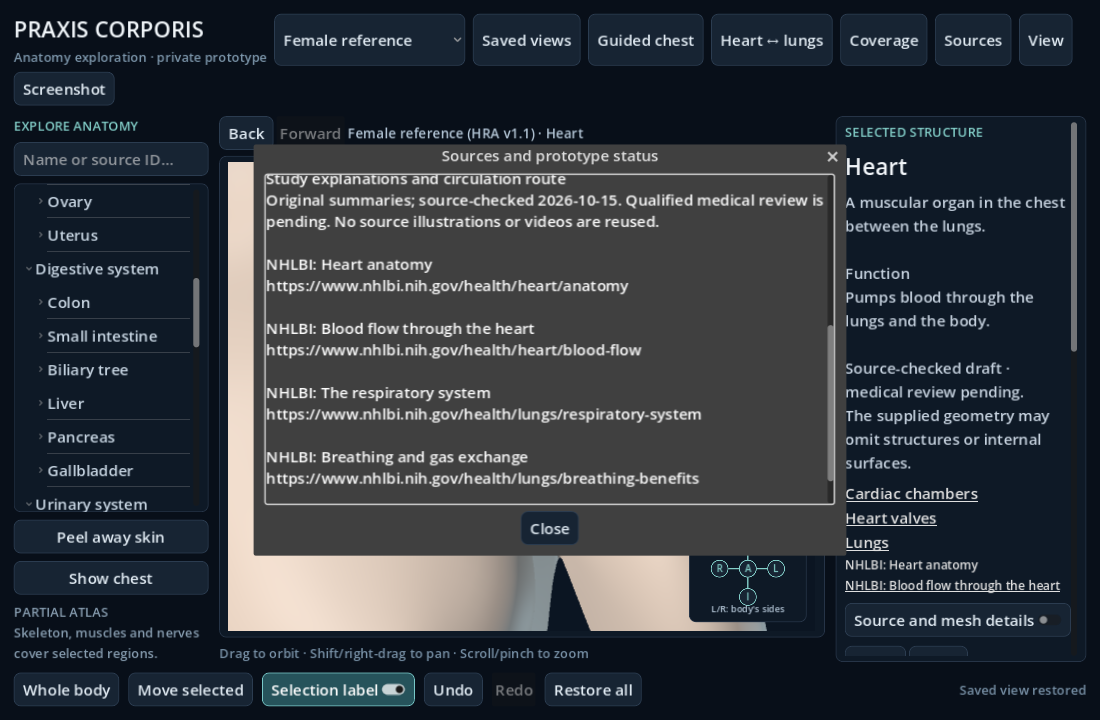 PRAXIS CORPORIS
Anatomy exploration · private prototype
Female reference
Saved views
Guided chest
Heart ↔ lungs
Coverage
Sources
View
Screenshot
EXPLORE ANATOMY
Name or source ID...
Ovary
Uterus
Digestive system
Colon
Small intestine
Biliary tree
Liver
Pancreas
Gallbladder
Urinary system
Peel away skin
Show chest
PARTIAL ATLAS
Skeleton, muscles and nerves
cover selected regions.
Back
Forward
Female reference (HRA v1.1) · Heart
Sources and prototype status
Study explanations and circulation route
Original summaries; source-checked 2026-10-15. Qualified medical review is
pending. No source illustrations or videos are reused.
NHLBI: Heart anatomy
https://www.nhlbi.nih.gov/health/heart/anatomy
NHLBI: Blood flow through the heart
https://www.nhlbi.nih.gov/health/heart/blood-flow
NHLBI: The respiratory system
https://www.nhlbi.nih.gov/health/lungs/respiratory-system
NHLBI: Breathing and gas exchange
https://www.nhlbi.nih.gov/health/lungs/breathing-benefits
Close
R
A
L
I
L/R: body's sides
Drag to orbit · Shift/right-drag to pan · Scroll/pinch to zoom
SELECTED STRUCTURE
Heart
A muscular organ in the chest
between the lungs.
Function
Pumps blood through the
lungs and the body.
Source-checked draft ·
medical review pending.
The supplied geometry may
omit structures or internal
surfaces.
Cardiac chambers
Heart valves
Lungs
NHLBI: Heart anatomy
NHLBI: Blood flow through the heart
Source and mesh details
Whole body
Move selected
Selection label
Undo
Redo
Restore all
Saved view restored